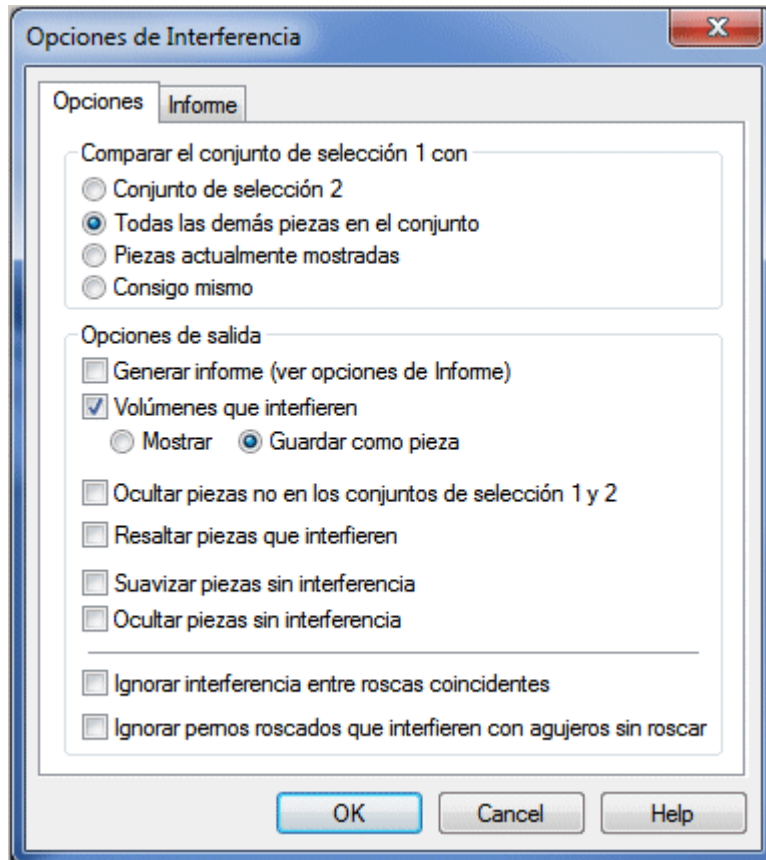 Opciones de Interferencia
Opciones Informe
Comparar el conjunto de selección 1 con
Conjunto de selección 2
Todas las demás piezas en el conjunto
Piezas actualmente mostradas
Consigo mismo
Opciones de salida
Generar informe (ver opciones de Informe)
Volúmenes que interfieren
Mostrar Guardar como pieza
Ocultar piezas no en los conjuntos de selección 1 y 2
Resaltar piezas que interfieren
Suavizar piezas sin interferencia
Ocultar piezas sin interferencia
Ignorar interferencia entre roscas coincidentes
Ignorar pernos roscados que interfieren con agujeros sin roscar
OK Cancel Help